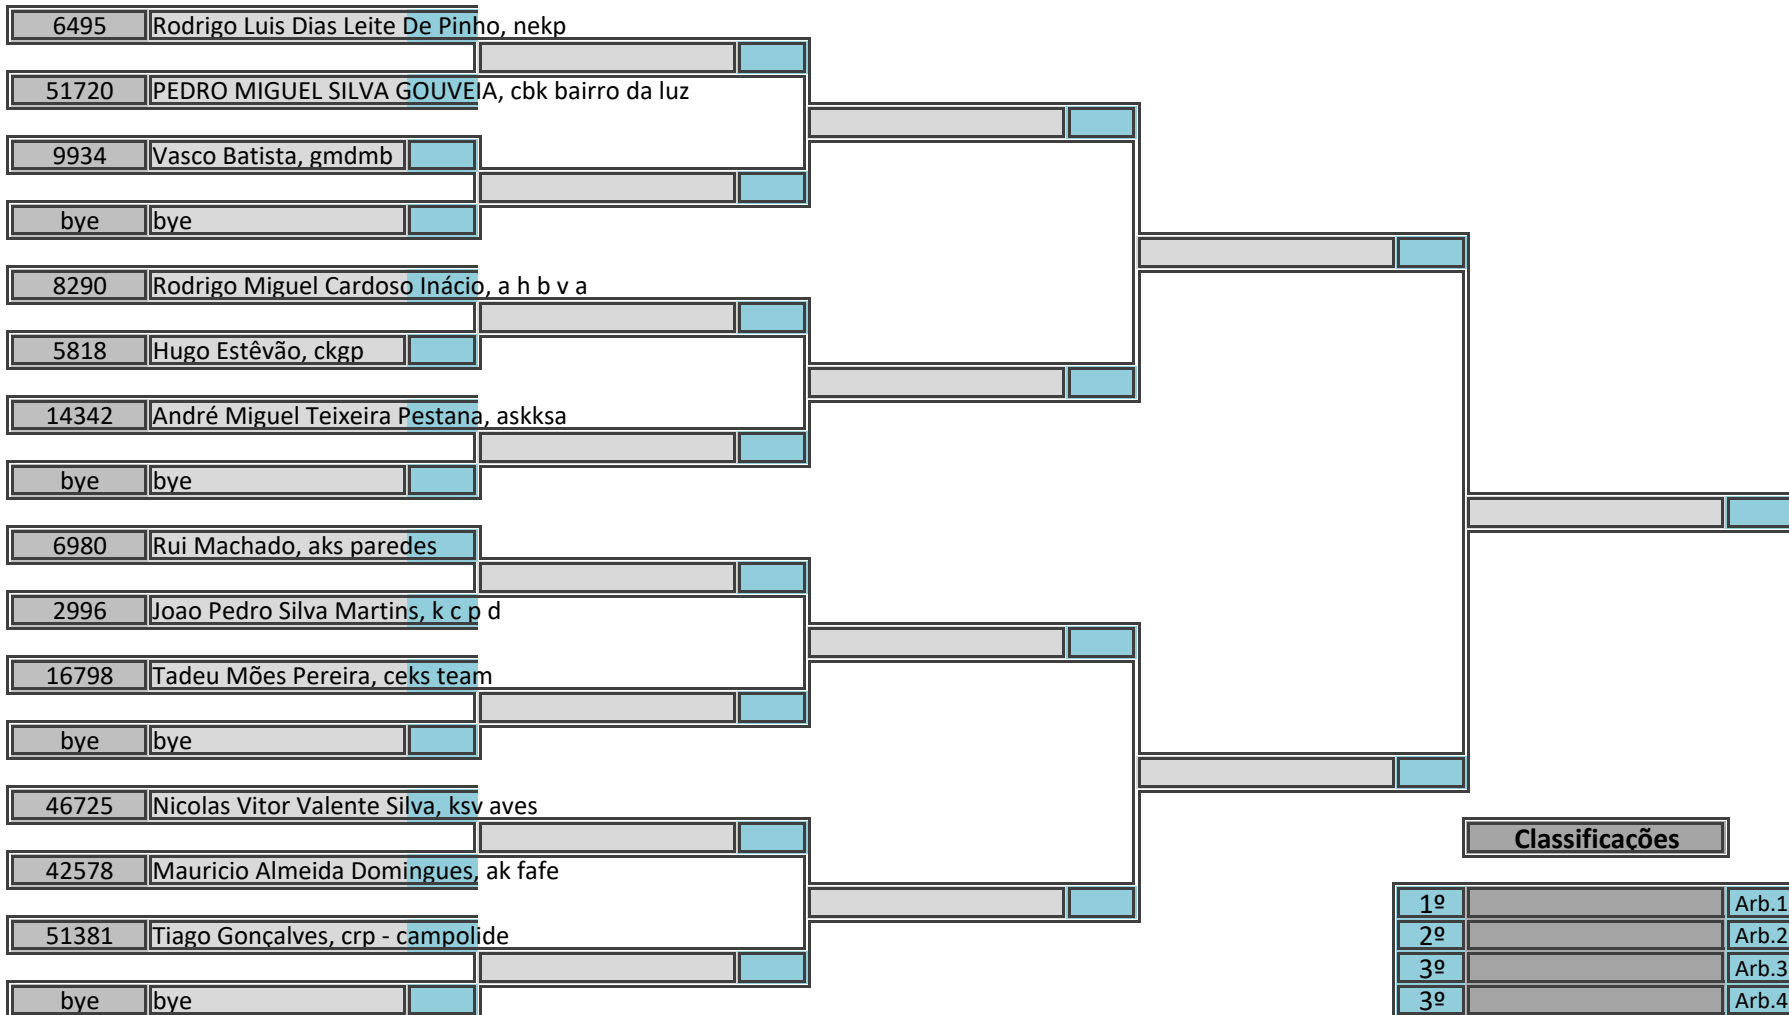 6495 Rodrigo Luis Dias Leite De Pinho, nekp
51720 PEDRO MIGUEL SILVA GOUVEIA, cbk bairro da luz
9934 Vasco Batista, gmdmb
bye bye
8290 Rodrigo Miguel Cardoso Inácio, a h b v a
5818 Hugo Estêvão, ckgp
14342 André Miguel Teixeira Pestana, askksa
bye bye
6980 Rui Machado, aks paredes
2996 Joao Pedro Silva Martins, k c p d
16798 Tadeu Mões Pereira, ceks team
bye bye
46725 Nicolas Vitor Valente Silva, ksv aves
42578 Mauricio Almeida Domingues, ak fafe
51381 Tiago Gonçalves, crp - campolide
bye bye
Classificações
1º Arb.1
2º Arb.2
3º Arb.3
3º Arb.4